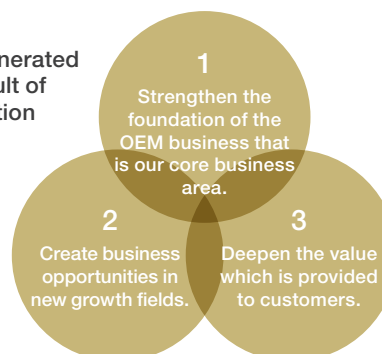 nerated
ult of
tion
1
Strengthen the
foundation of the
OEM business that
is our core business
area.
2
Create business
opportunities in
new growth fields.
3
Deepen the value
which is provided
to customers.